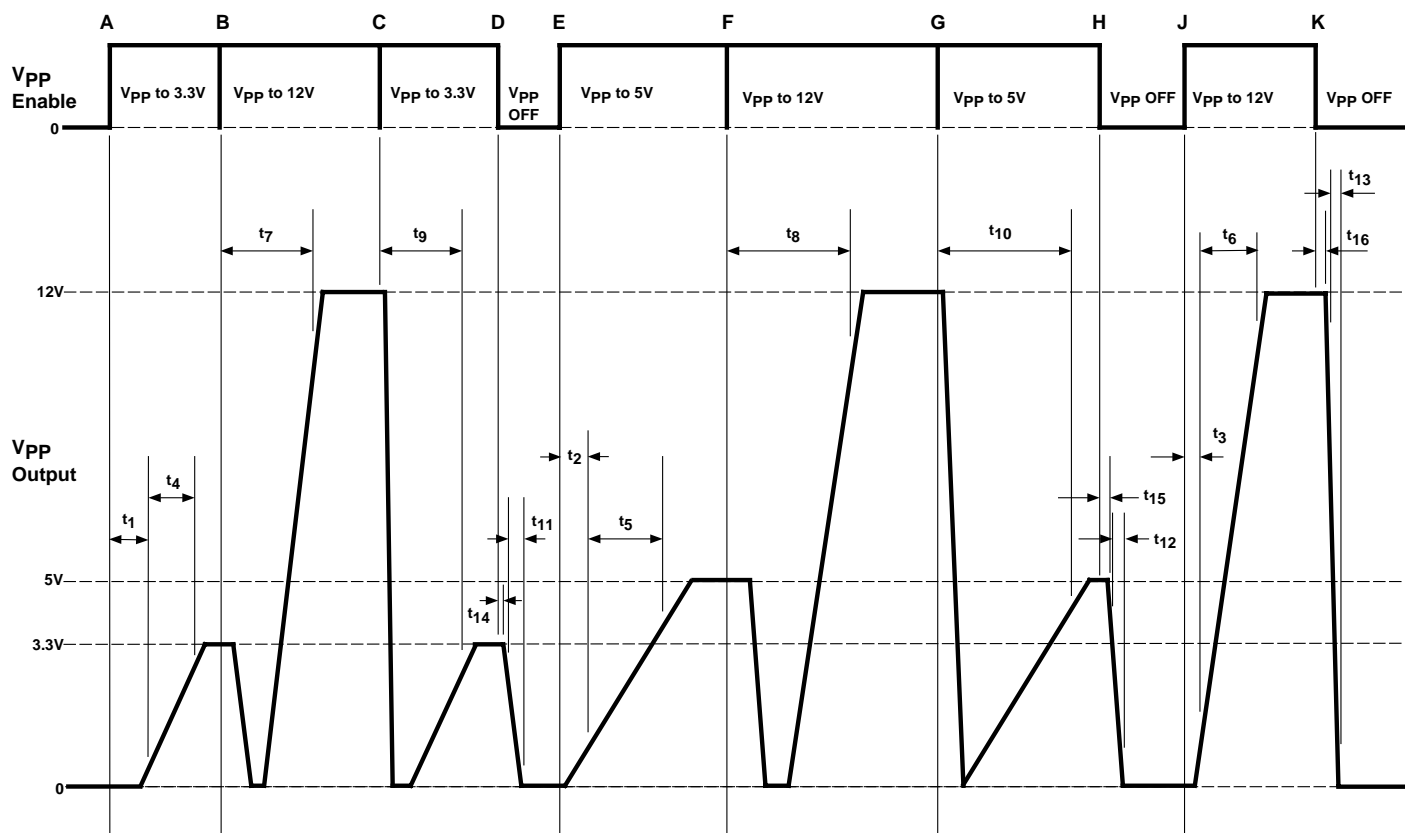 A B C D E F G H J K
VPP
Enable
VPP to 3.3V
VPP to 12V
VPP to 3.3V
VPP
OFF
VPP to 5V
VPP to 12V
VPP to 5V
VPP OFF
VPP to 12V
VPP OFF
0
t13
t7
t9
t8
t10
t6
t16
12V
VPP
Output
t4
t1
t2
t5
t11
t3
t15
t12
5V
t14
3.3V
0